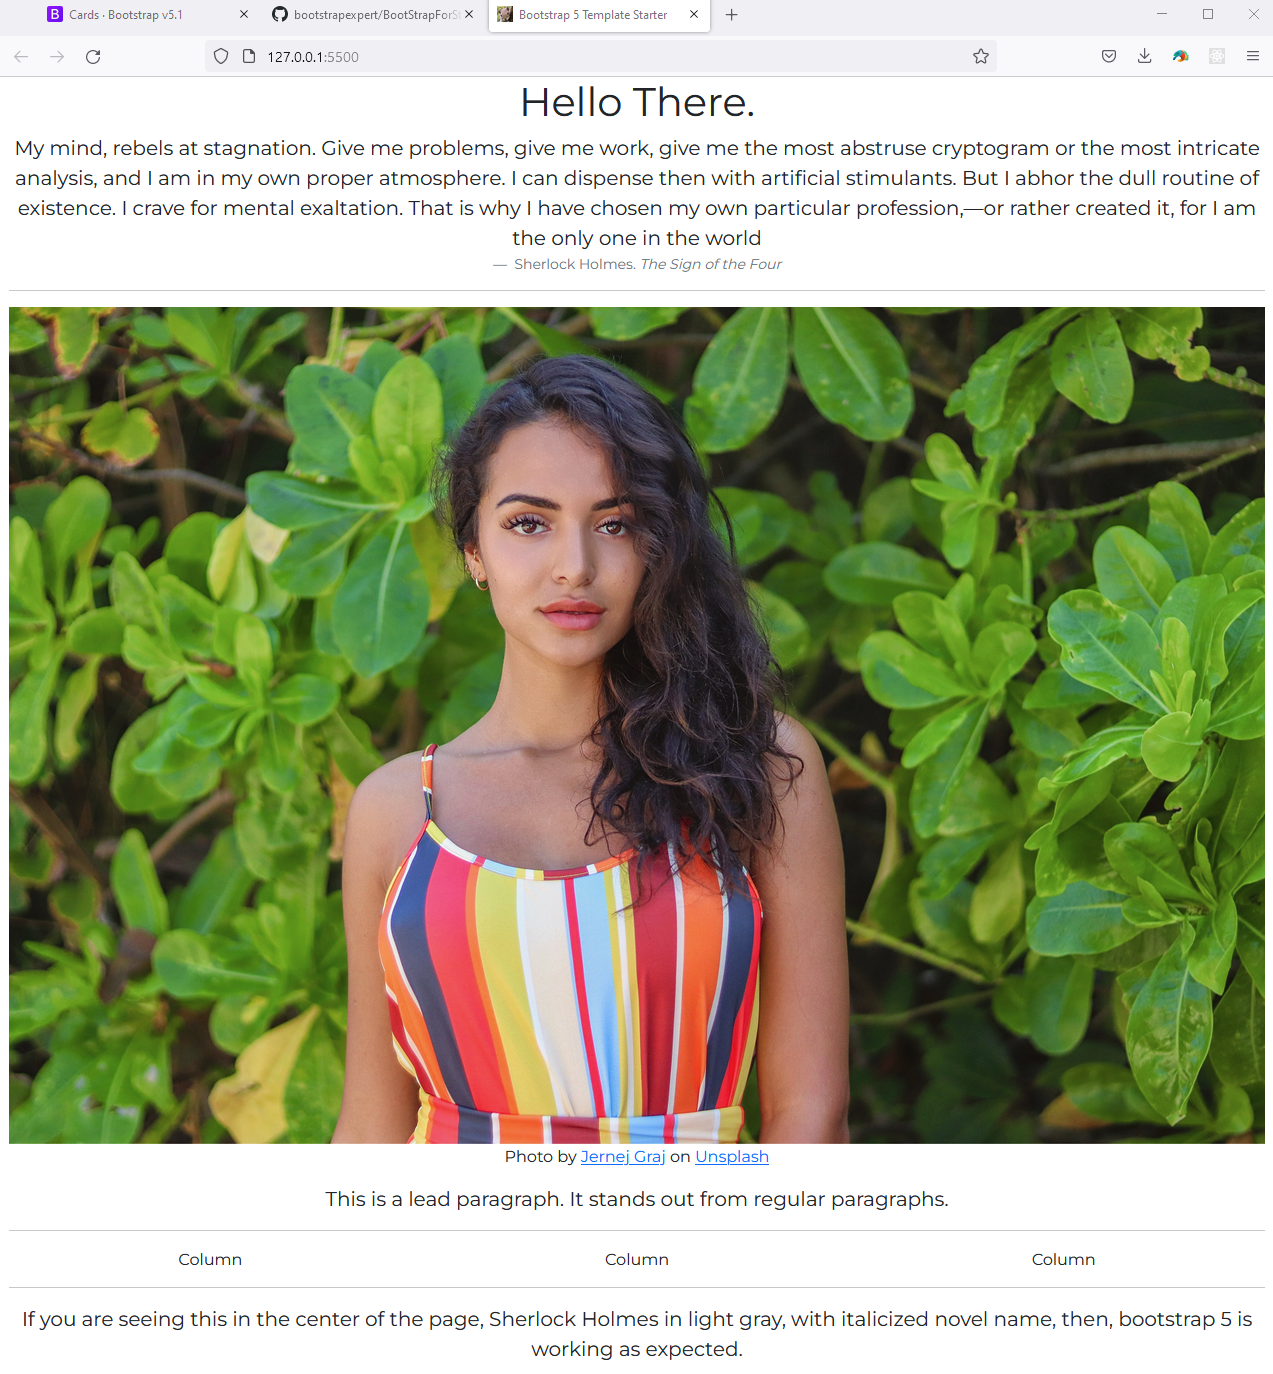 Cards · Bootstrap v5.1
bootstrapexpert/BootStrapForSt
Bootstrap 5 Template Starter
127.0.0.1:5500
Hello There.
My mind, rebels at stagnation. Give me problems, give me work, give me the most abstruse cryptogram or the most intricate
analysis, and I am in my own proper atmosphere. I can dispense then with artificial stimulants. But I abhor the dull routine of
existence. I crave for mental exaltation. That is why I have chosen my own particular profession,—or rather created it, for I am
the only one in the world
— Sherlock Holmes. The Sign of the Four
Photo by Jernej Graj on Unsplash
This is a lead paragraph. It stands out from regular paragraphs.
Column Column Column
If you are seeing this in the center of the page, Sherlock Holmes in light gray, with italicized novel name, then, bootstrap 5 is
working as expected.